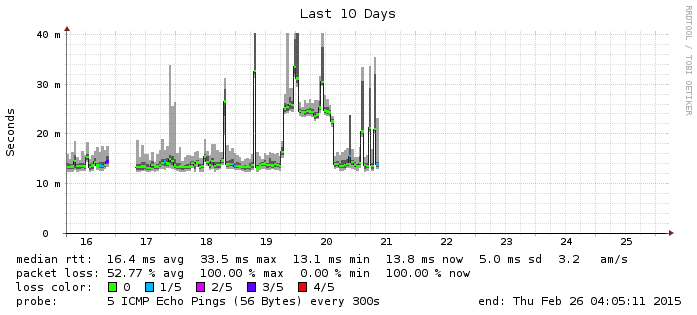 Last 10 Days
RRDTOOL / TOBI OETIKER
Seconds
40 m
30 m
20 m
10 m
0
16 17 18 19 20 21 22 23 24 25
median rtt: 16.4 ms avg 33.5 ms max 13.1 ms min 13.8 ms now 5.0 ms sd 3.2 am/s
packet loss: 52.77 % avg 100.00 % max 0.00 % min 100.00 % now
loss color: 0 1/5 2/5 3/5 4/5
probe: 5 ICMP Echo Pings (56 Bytes) every 300s end: Thu Feb 26 04:05:11 2015